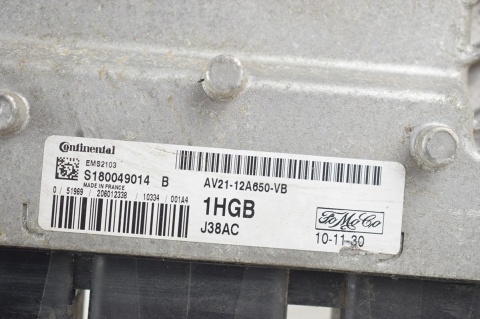 Continental
EMS2103
S180049014 B
MADE IN FRANCE
0 / 51969 / 206012338 / 10334 / 001A4
AV21-12A650-VB
1HGB
J38AC
FoMoCo
10-11-30